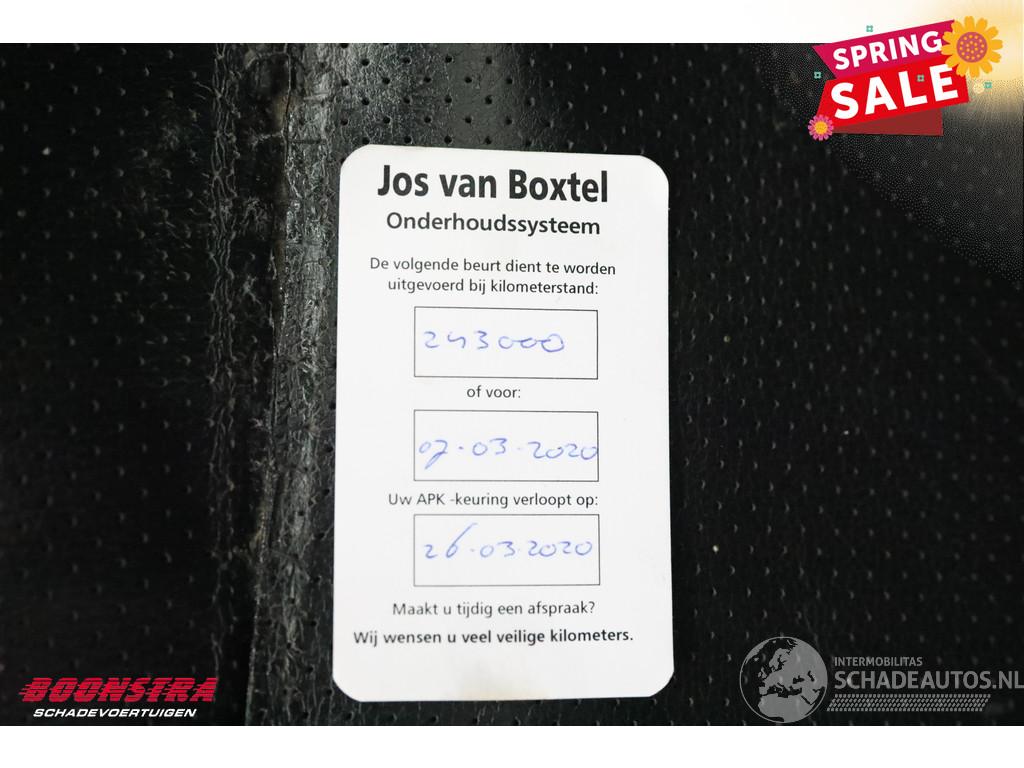 SPRING
SALE
Jos van Boxtel
Onderhoudssysteem
De volgende beurt dient te worden
uitgevoerd bij kilometerstand:
243000
of voor:
07-03-2020
Uw APK -keuring verloopt op:
26-03-2020
Maakt u tijdig een afspraak?
Wij wensen u veel veilige kilometers.
BOONSTRA
SCHADEVOERTUIGEN
INTERMOBILITAS
SCHADEAUTOS.NL